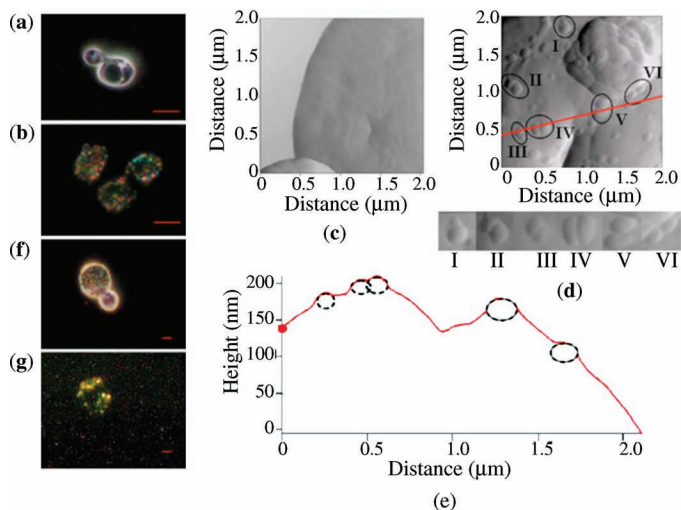 (a)
(b)
(f)
(g)
Distance (μm)
2.0
1.5
1.0
0.5
0
0 0.5 1.0 1.5 2.0
Distance (μm)
(c)
Distance (μm)
2.0
1.5
1.0
0.5
0
I
II
III
IV
V
VI
0 0.5 1.0 1.5 2.0
Distance (μm)
I II III IV V VI
(d)
Height (nm)
200
150
100
50
0
0 0.5 1.0 1.5 2.0
Distance (μm)
(e)